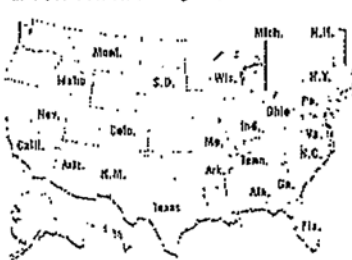 Mich. N.H.
Mont.
Idaho S.D. Wis. N.Y.
Pa.
Nev. Ohio
Colo. Ind. Va.
Calif. Mo. N.C.
Ariz. N.M. Ark. Tenn.
Texas Ala. Ga.
Fla.